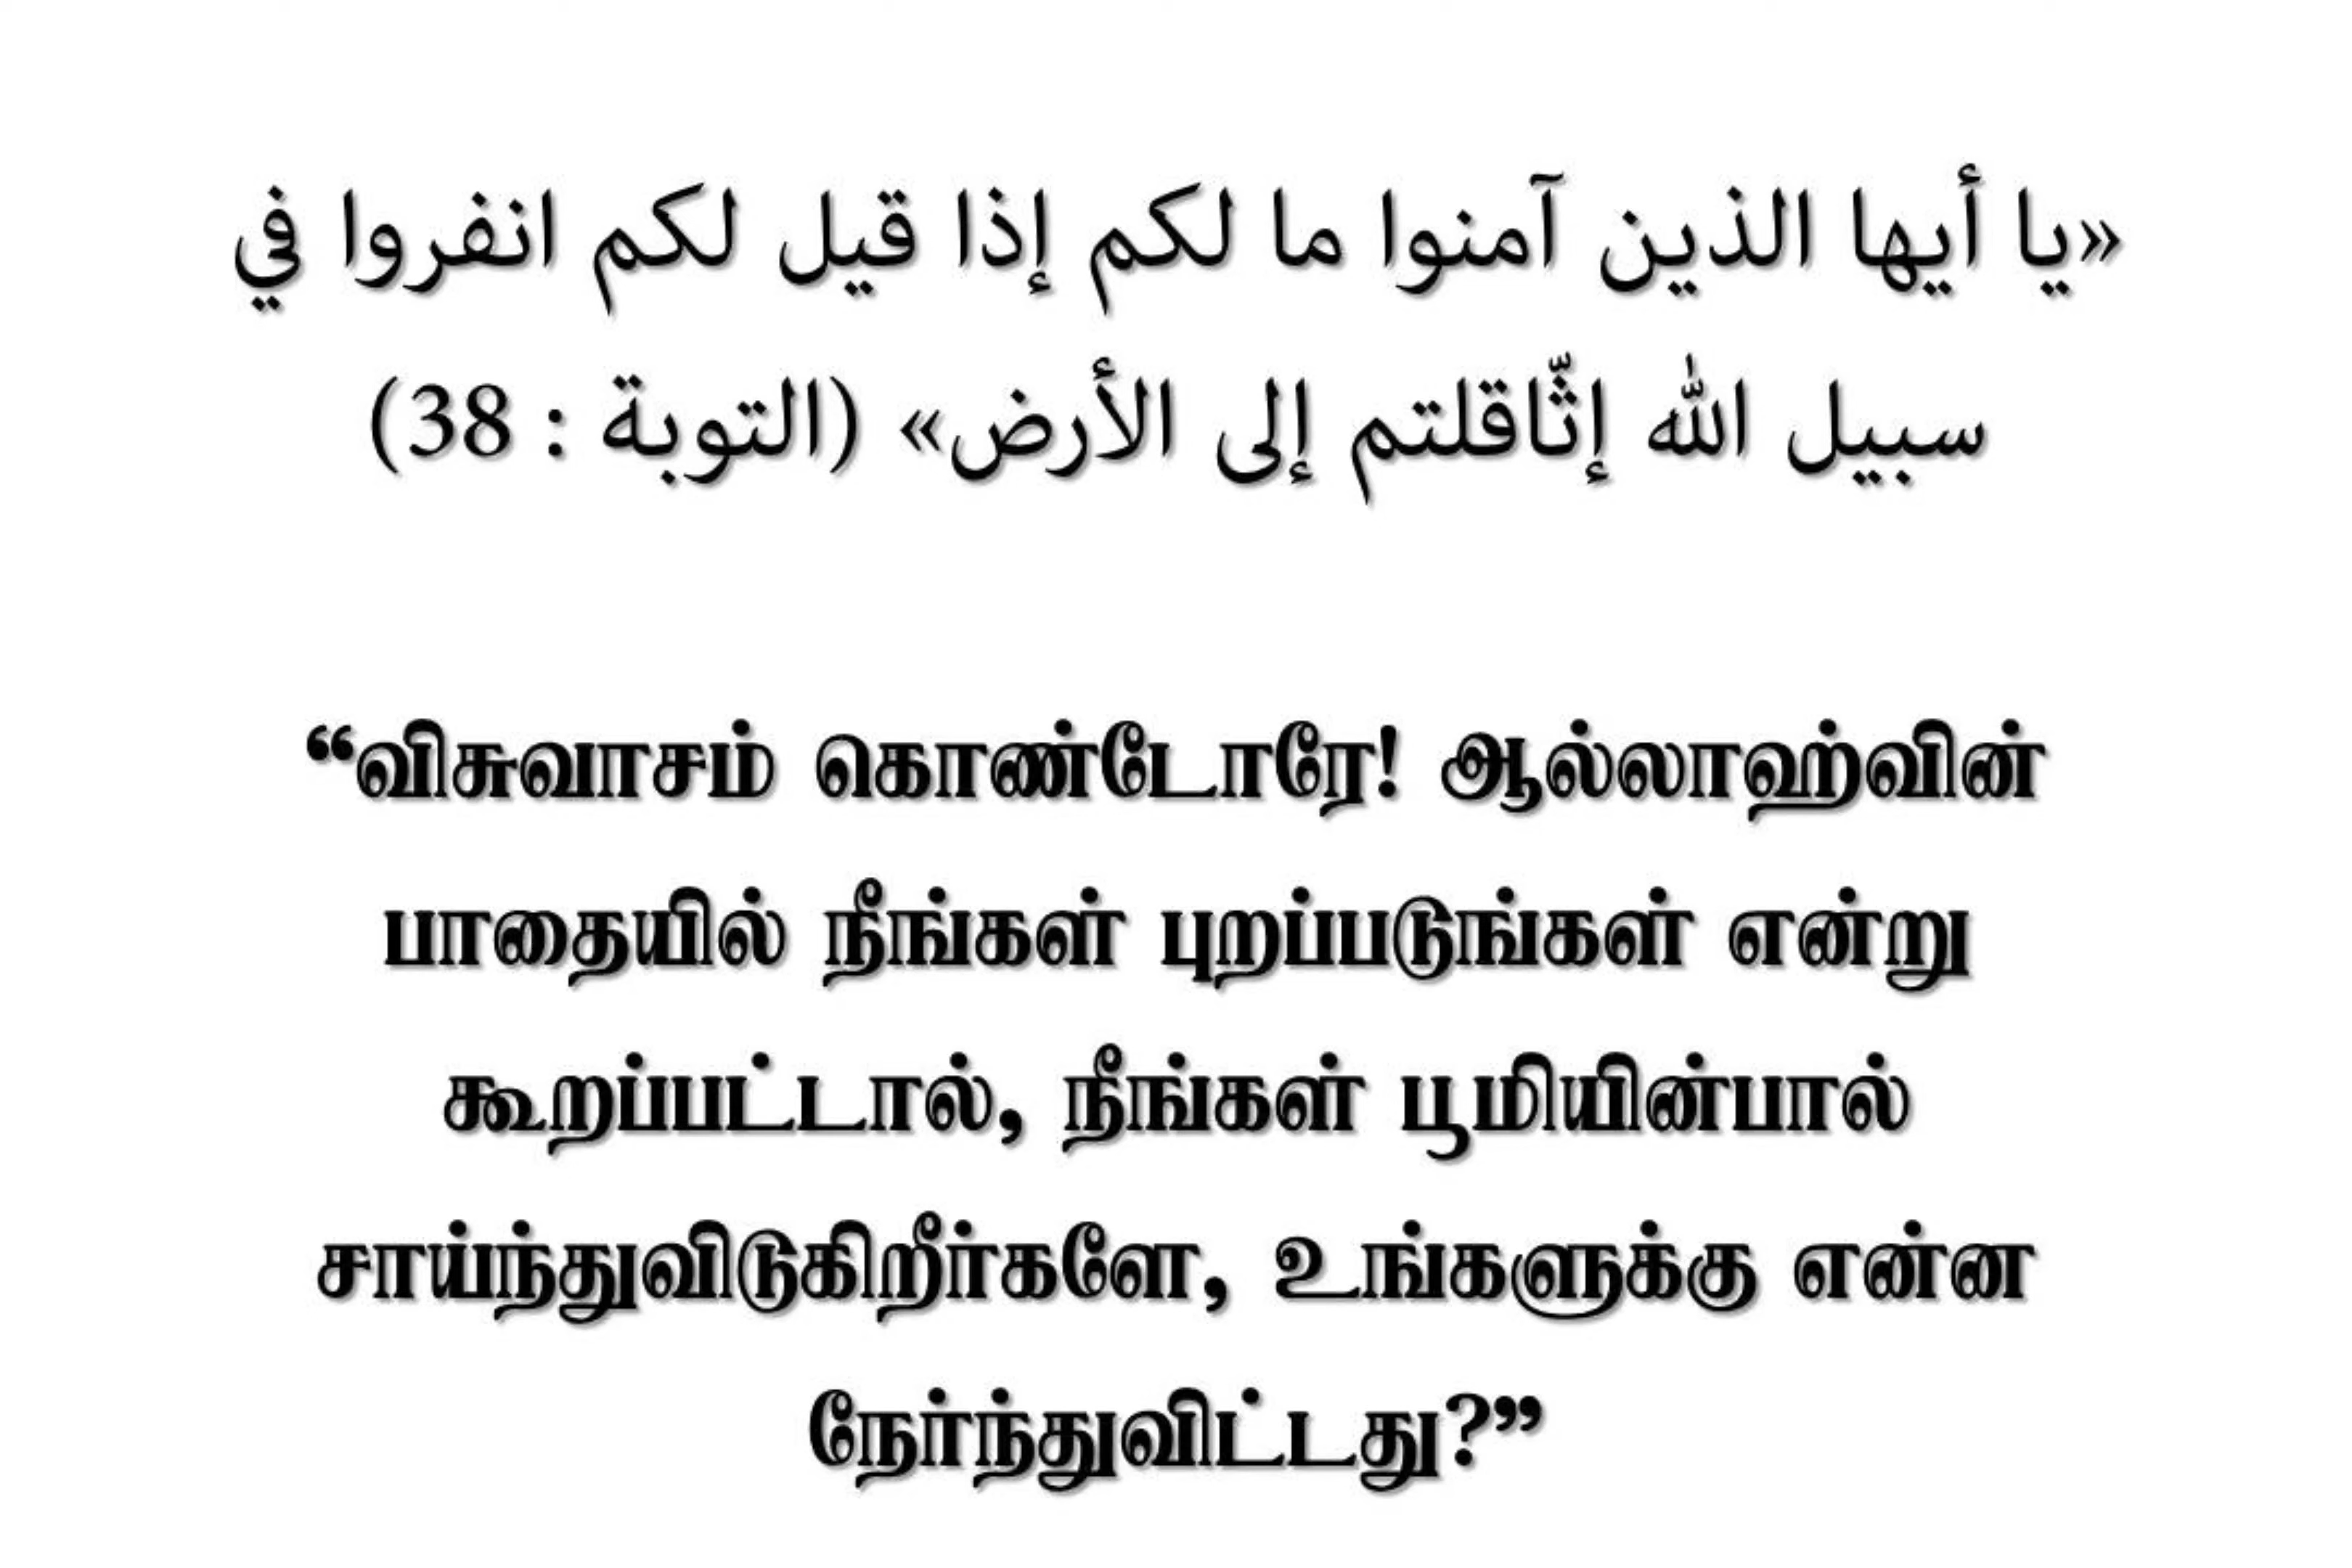 «يا أيها الذين آمنوا ما لكم إذا قيل لكم انفروا في
سبيل الله إثّاقلتم إلى الأرض» (التوبة : 38)
“விசுவாசம் கொண்டோரே! ஆல்லாஹ்வின்
பாதையில் நீங்கள் புறப்படுங்கள் என்று
கூறப்பட்டால், நீங்கள் பூமியின்பால்
சாய்ந்துவிடுகிறீர்களே, உங்களுக்கு என்ன
நேர்ந்துவிட்டது?”